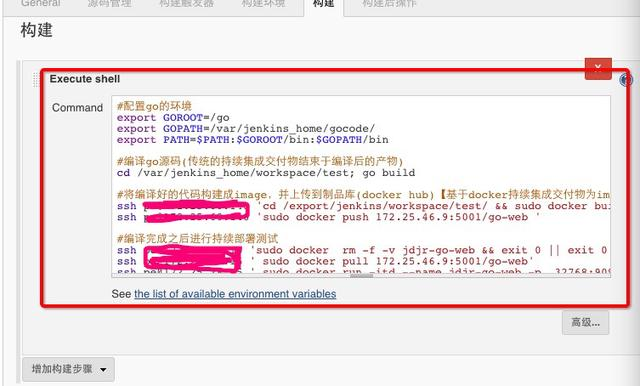 General 源码管理 构建触发器 构建环境 构建 构建后操作
构建
X
Execute shell
Command
#配置go的环境
export GOROOT=/go
export GOPATH=/var/jenkins_home/gocode/
export PATH=$PATH:$GOROOT/bin:$GOPATH/bin
#编译go源码(传统的持续集成交付物结束于编译后的产物)
cd /var/jenkins_home/workspace/test; go build
#将编译好的代码构建成image，并上传到制品库(docker hub)【基于docker持续集成交付物为im
ssh 'cd /export/jenkins/workspace/test/ && sudo docker bui
ssh 'sudo docker push 172.25.46.9:5001/go-web '
#编译完成之后进行持续部署测试
ssh 'sudo docker rm -f -v jdjr-go-web && exit 0 || exit 0
ssh ' sudo docker pull 172.25.46.9:5001/go-web'
ssh ' sudo docker run -itd --name jdjr-go-web -p 32768:909
See the list of available environment variables
高级...
增加构建步骤